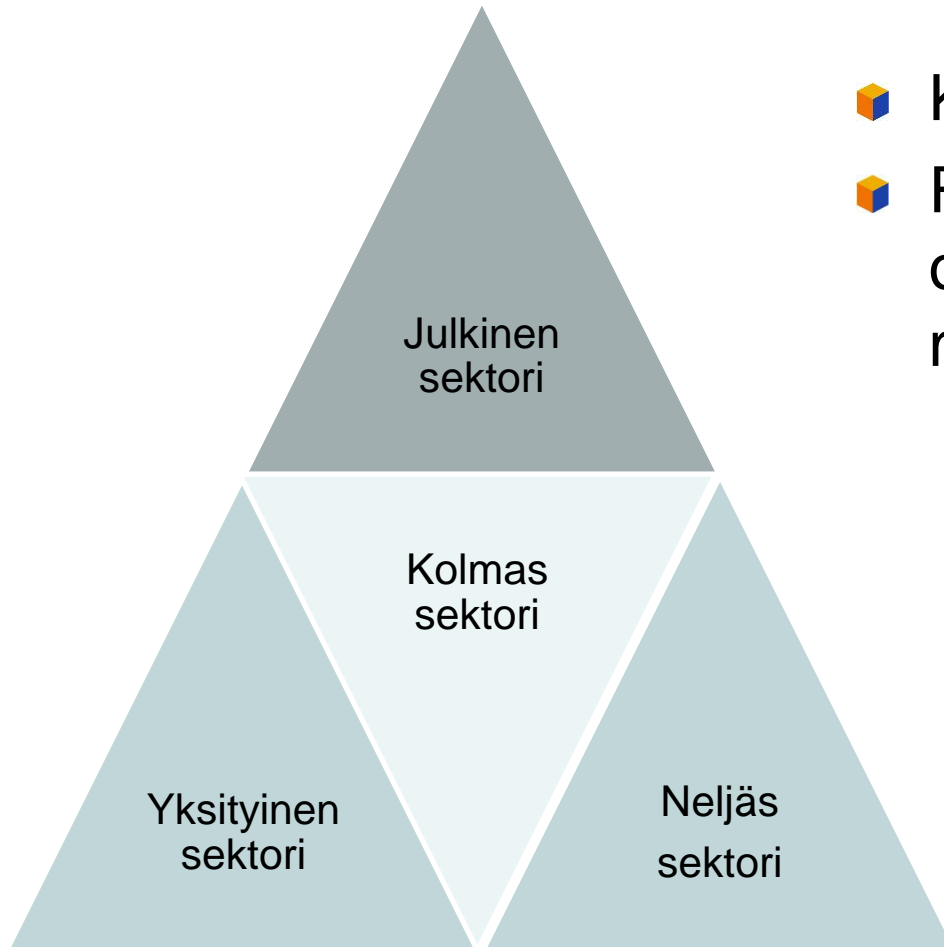 Julkinen
sektori
Kolmas
sektori
Yksityinen
sektori
Neljäs
sektori